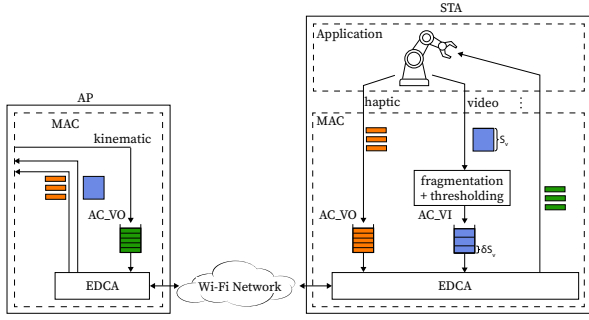 STA
Application
AP
MAC
kinematic
haptic
video
⋮
MAC
S_v
fragmentation
+ thresholding
AC_VO
AC_VO
AC_VI
δS_v
EDCA
Wi-Fi Network
EDCA